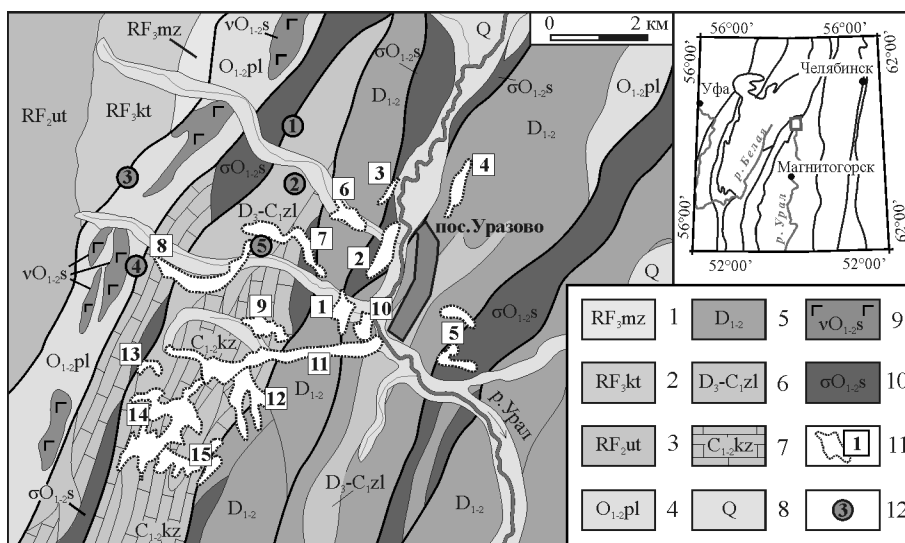 RF₃mz
νO₁₋₂s
O₁₋₂pl
σO₁₋₂s
Q
0 2 км
RF₂ut
RF₃kt
D₁₋₂
σO₁₋₂s
O₁₋₂pl
D₁₋₂
1
3
2
3
4
6
D₃-C₁zl
5
7
2
пос.Уразово
8
4
νO₁₋₂s
Q
1
10
9
5
σO₁₋₂s
C₁₋₂kz
11
O₁₋₂pl
13
D₁₋₂
12
р.Урал
14
15
σO₁₋₂s
D₃-C₁zl
D₁₋₂
D₁₋₂
C₁₋₂kz
D₁₋₂
56°00' 56°00' 62°00'
Челябинск
Уфа
р.Белая
Магнитогорск
р.Урал
56°00' 62°00'
52°00' 52°00'
RF₃mz 1 D₁₋₂ 5 νO₁₋₂s 9
RF₃kt 2 D₃-C₁zl 6 σO₁₋₂s 10
RF₂ut 3 C₁₋₂kz 7 1 11
O₁₋₂pl 4 Q 8 3 12